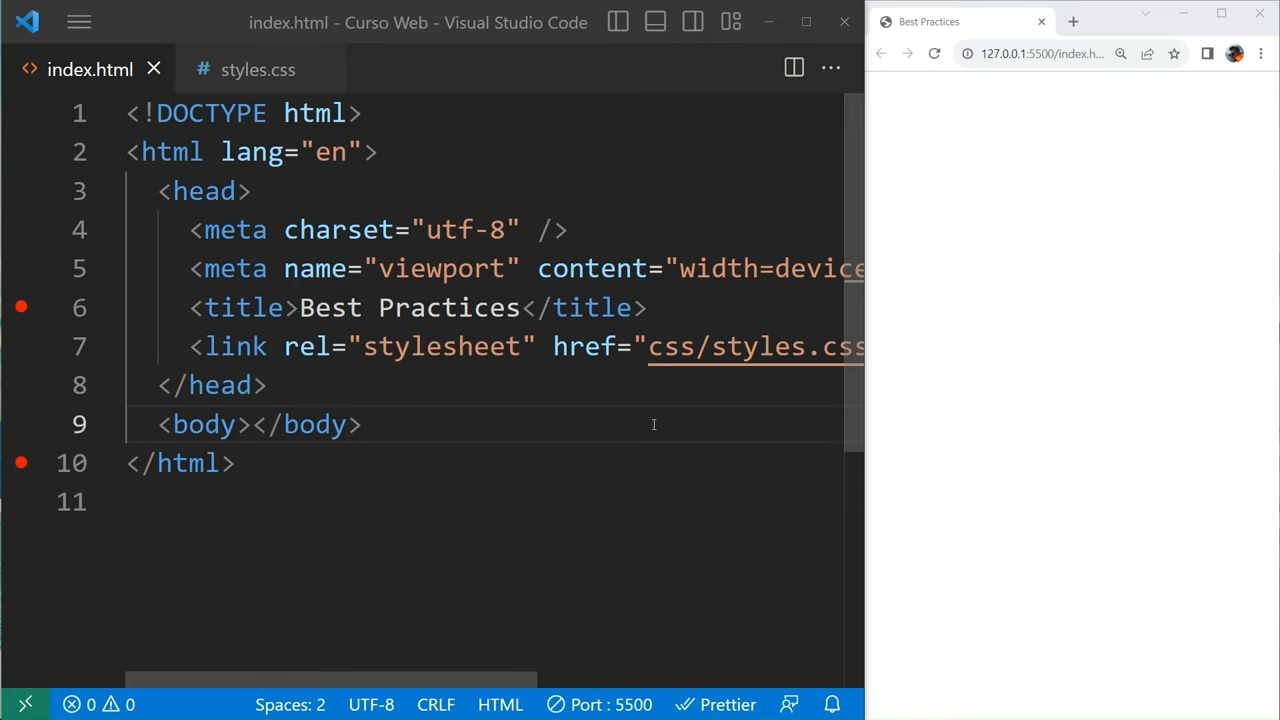 index.html - Curso Web - Visual Studio Code
index.html
# styles.css
1 <!DOCTYPE html>
2 <html lang="en">
3 <head>
4 <meta charset="utf-8" />
5 <meta name="viewport" content="width=device
6 <title>Best Practices</title>
7 <link rel="stylesheet" href="css/styles.css
8 </head>
9 <body></body>
10 </html>
11
0 0 Spaces: 2 UTF-8 CRLF HTML Port : 5500 Prettier
Best Practices
127.0.0.1:5500/index.h...